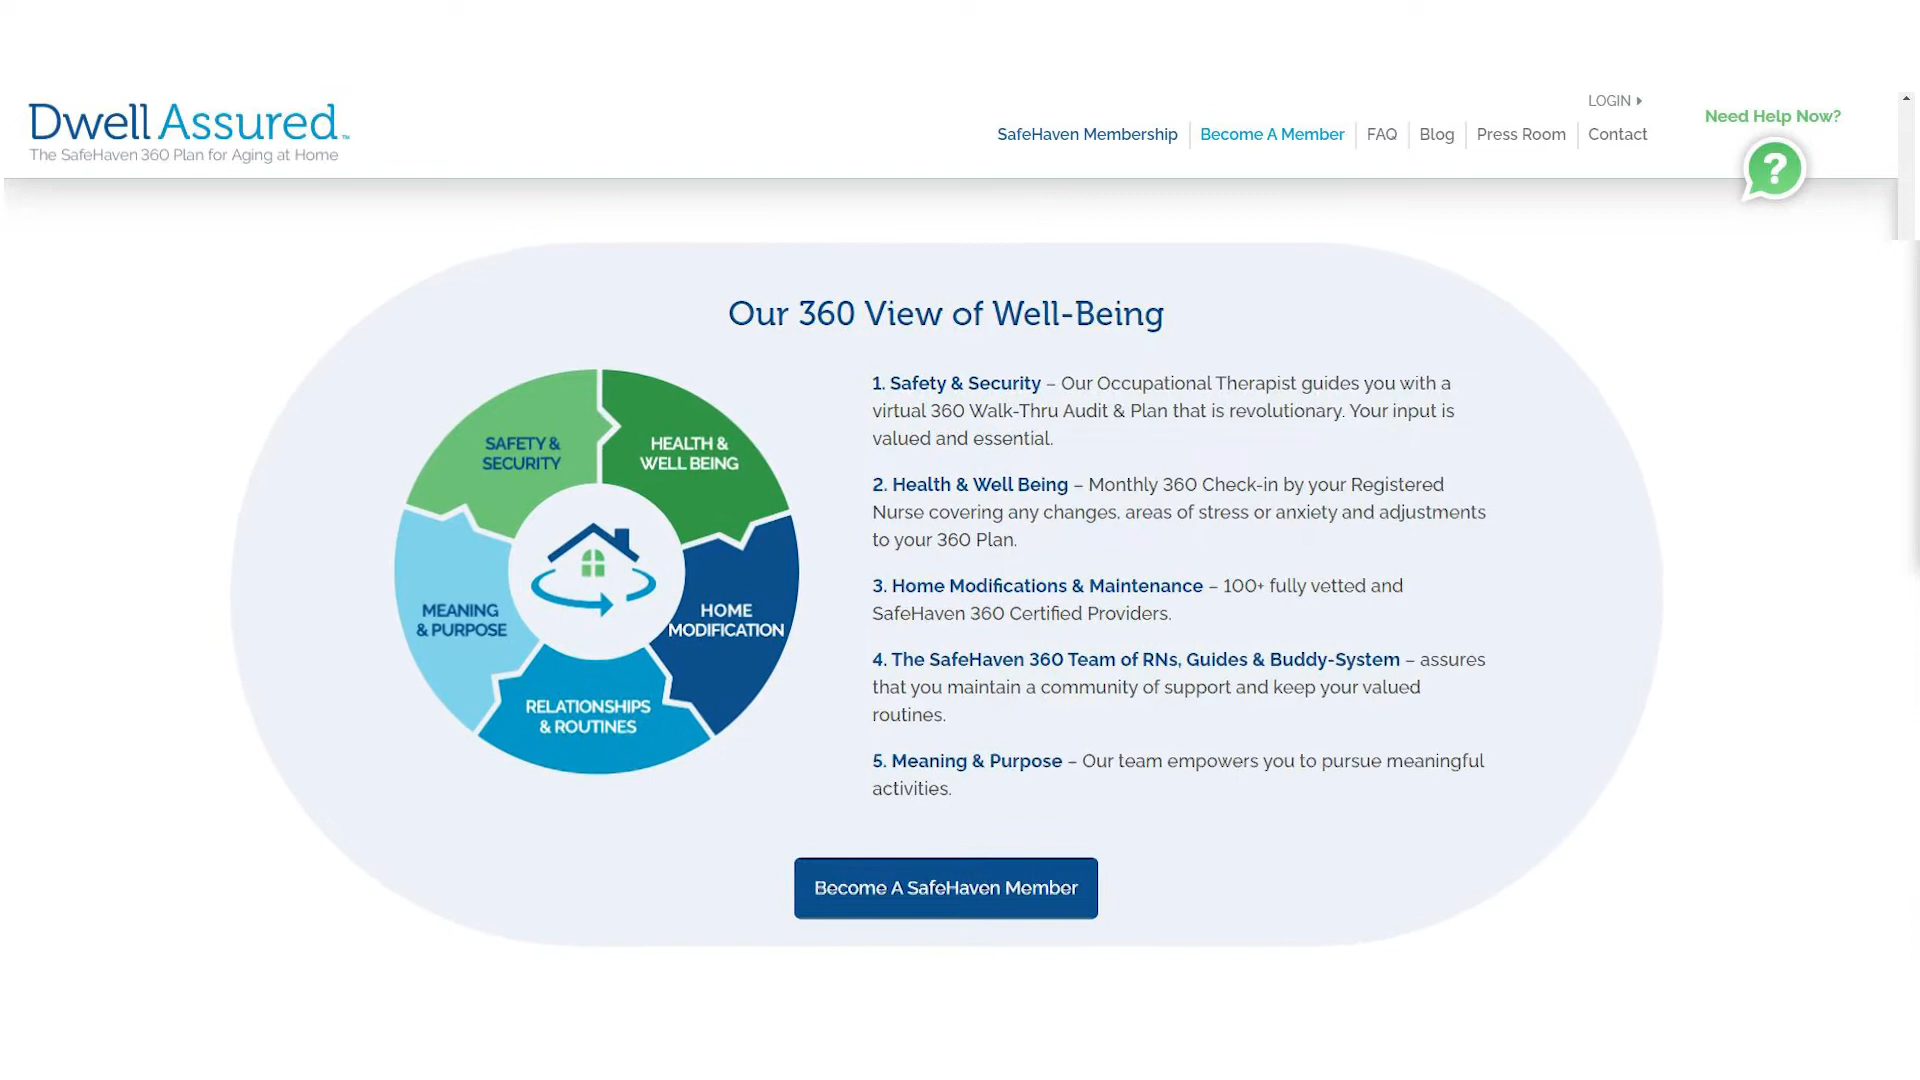 LOGIN
Need Help Now?
Dwell Assured™
The SafeHaven 360 Plan for Aging at Home
SafeHaven Membership
Become A Member
FAQ
Blog
Press Room
Contact
?
Our 360 View of Well-Being
SAFETY &
SECURITY
HEALTH &
WELL BEING
MEANING
& PURPOSE
HOME
MODIFICATION
RELATIONSHIPS
& ROUTINES
1. Safety & Security – Our Occupational Therapist guides you with a
virtual 360 Walk-Thru Audit & Plan that is revolutionary. Your input is
valued and essential.
2. Health & Well Being – Monthly 360 Check-in by your Registered
Nurse covering any changes, areas of stress or anxiety and adjustments
to your 360 Plan.
3. Home Modifications & Maintenance – 100+ fully vetted and
SafeHaven 360 Certified Providers.
4. The SafeHaven 360 Team of RNs, Guides & Buddy-System – assures
that you maintain a community of support and keep your valued
routines.
5. Meaning & Purpose – Our team empowers you to pursue meaningful
activities.
Become A SafeHaven Member